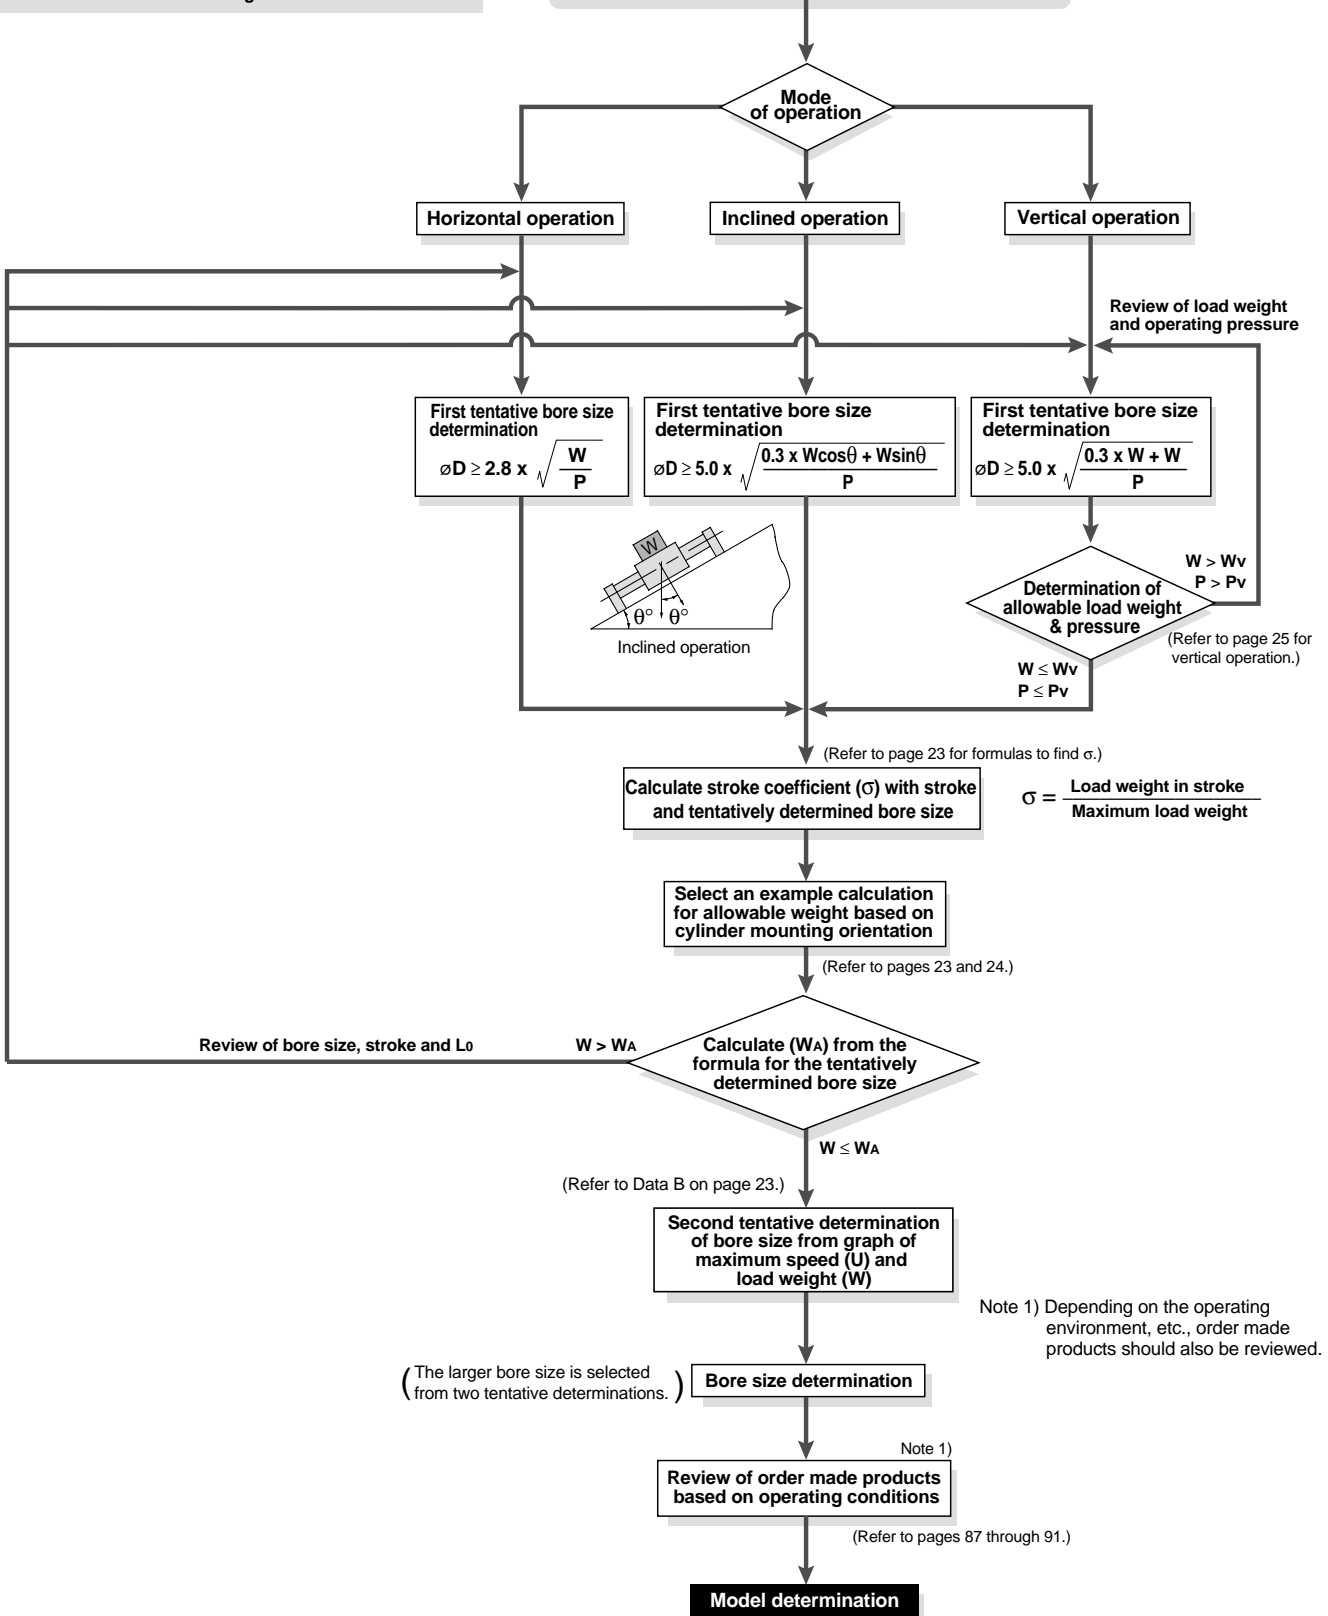 Mode
of operation
Horizontal operation
Inclined operation
Vertical operation
Review of load weight
and operating pressure
First tentative bore size
determination
øD ≥ 2.8 x √ W
P
First tentative bore size
determination
øD ≥ 5.0 x √ 0.3 x Wcosθ + Wsinθ
P
First tentative bore size
determination
øD ≥ 5.0 x √ 0.3 x W + W
P
W
θ° θ°
Inclined operation
W > Wv
P > Pv
Determination of
allowable load weight
& pressure
(Refer to page 25 for
vertical operation.)
W ≤ Wv
P ≤ Pv
(Refer to page 23 for formulas to find σ.)
Calculate stroke coefficient (σ) with stroke
and tentatively determined bore size
σ = Load weight in stroke
Maximum load weight
Select an example calculation
for allowable weight based on
cylinder mounting orientation
(Refer to pages 23 and 24.)
Review of bore size, stroke and L0
W > WA
Calculate (WA) from the
formula for the tentatively
determined bore size
W ≤ WA
(Refer to Data B on page 23.)
Second tentative determination
of bore size from graph of
maximum speed (U) and
load weight (W)
Note 1) Depending on the operating
environment, etc., order made
products should also be reviewed.
(The larger bore size is selected
from two tentative determinations.)
Bore size determination
Note 1)
Review of order made products
based on operating conditions
(Refer to pages 87 through 91.)
Model determination